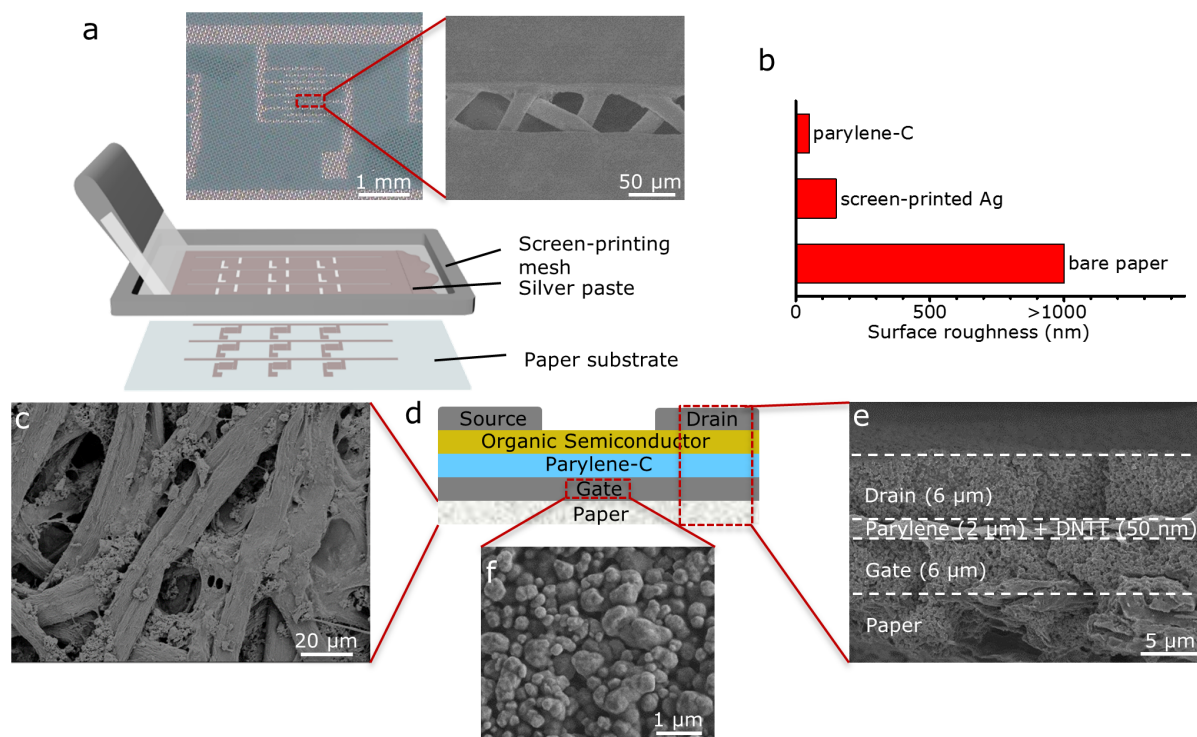 a
1 mm
50 µm
Screen-printing
mesh
Silver paste
Paper substrate
b
parylene-C
screen-printed Ag
bare paper
0
500
>1000
Surface roughness (nm)
c
20 µm
d
Source
Drain
Organic Semiconductor
Parylene-C
Gate
Paper
e
Drain (6 µm)
Parylene (2 µm) + DNTT (50 nm)
Gate (6 µm)
Paper
5 µm
f
1 µm